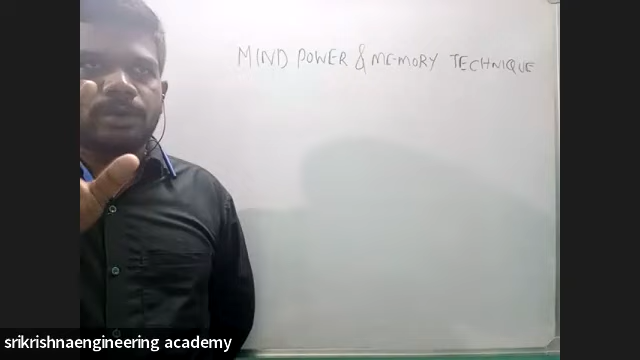 MIND POWER & MEMORY TECHNIQUE
srikrishnaengineering academy